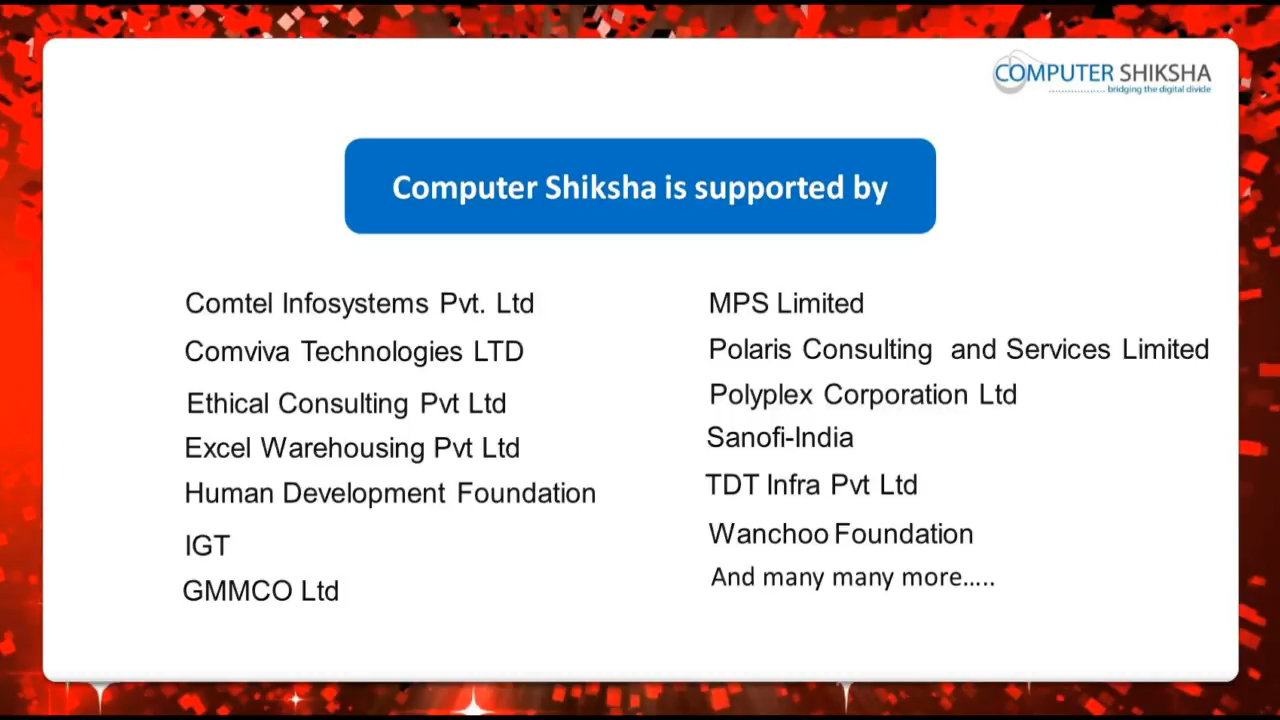 COMPUTER SHIKSHA
bridging the digital divide
Computer Shiksha is supported by
Comtel Infosystems Pvt. Ltd
Comviva Technologies LTD
Ethical Consulting Pvt Ltd
Excel Warehousing Pvt Ltd
Human Development Foundation
IGT
GMMCO Ltd
MPS Limited
Polaris Consulting and Services Limited
Polyplex Corporation Ltd
Sanofi-India
TDT Infra Pvt Ltd
Wanchoo Foundation
And many many more.....